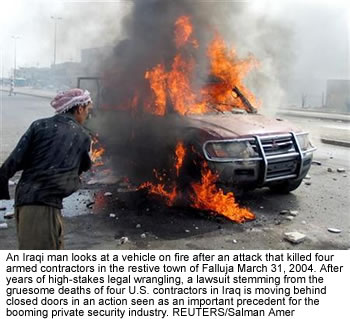 An Iraqi man looks at a vehicle on fire after an attack that killed four
armed contractors in the restive town of Falluja March 31, 2004. After
years of high-stakes legal wrangling, a lawsuit stemming from the
gruesome deaths of four U.S. contractors in Iraq is moving behind
closed doors in an action seen as an important precedent for the
booming private security industry. REUTERS/Salman Amer